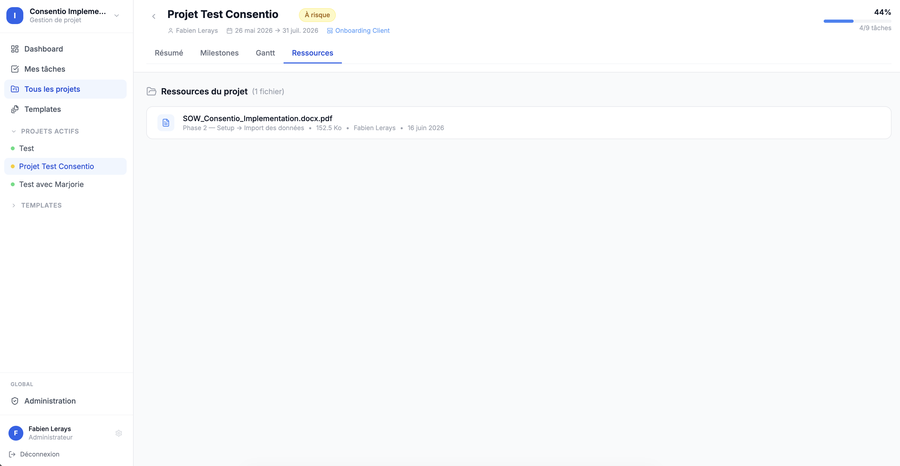 I
Consentio Impleme...
Gestion de projet
Dashboard
Mes tâches
Tous les projets
Templates
PROJETS ACTIFS
Test
Projet Test Consentio
Test avec Marjorie
TEMPLATES
GLOBAL
Administration
F
Fabien Lerays
Administrateur
Déconnexion
Projet Test Consentio
À risque
Fabien Lerays 26 mai 2026 → 31 juil. 2026 Onboarding Client
44%
4/9 tâches
Résumé Milestones Gantt Ressources
Ressources du projet (1 fichier)
SOW_Consentio_Implementation.docx.pdf
Phase 2 — Setup → Import des données • 152.5 Ko • Fabien Lerays • 16 juin 2026